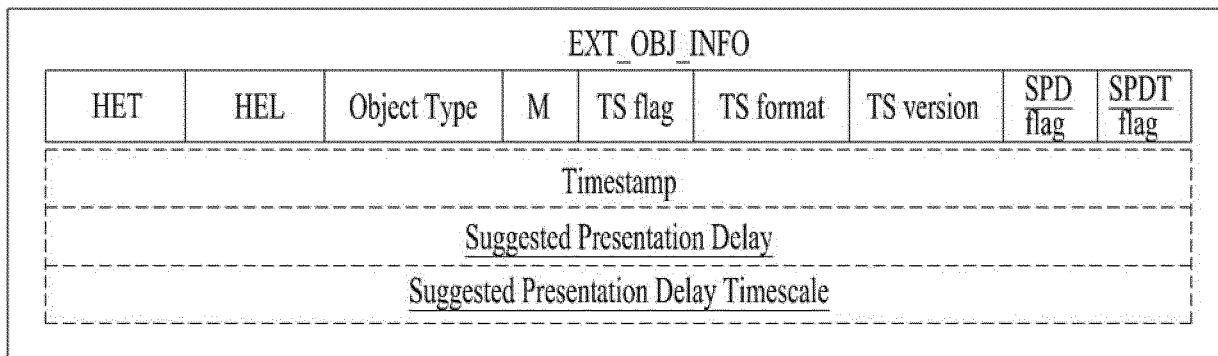 EXT_OBJ_INFO
HET HEL Object Type M TS flag TS format TS version SPD flag SPDT flag
Timestamp
Suggested Presentation Delay
Suggested Presentation Delay Timescale